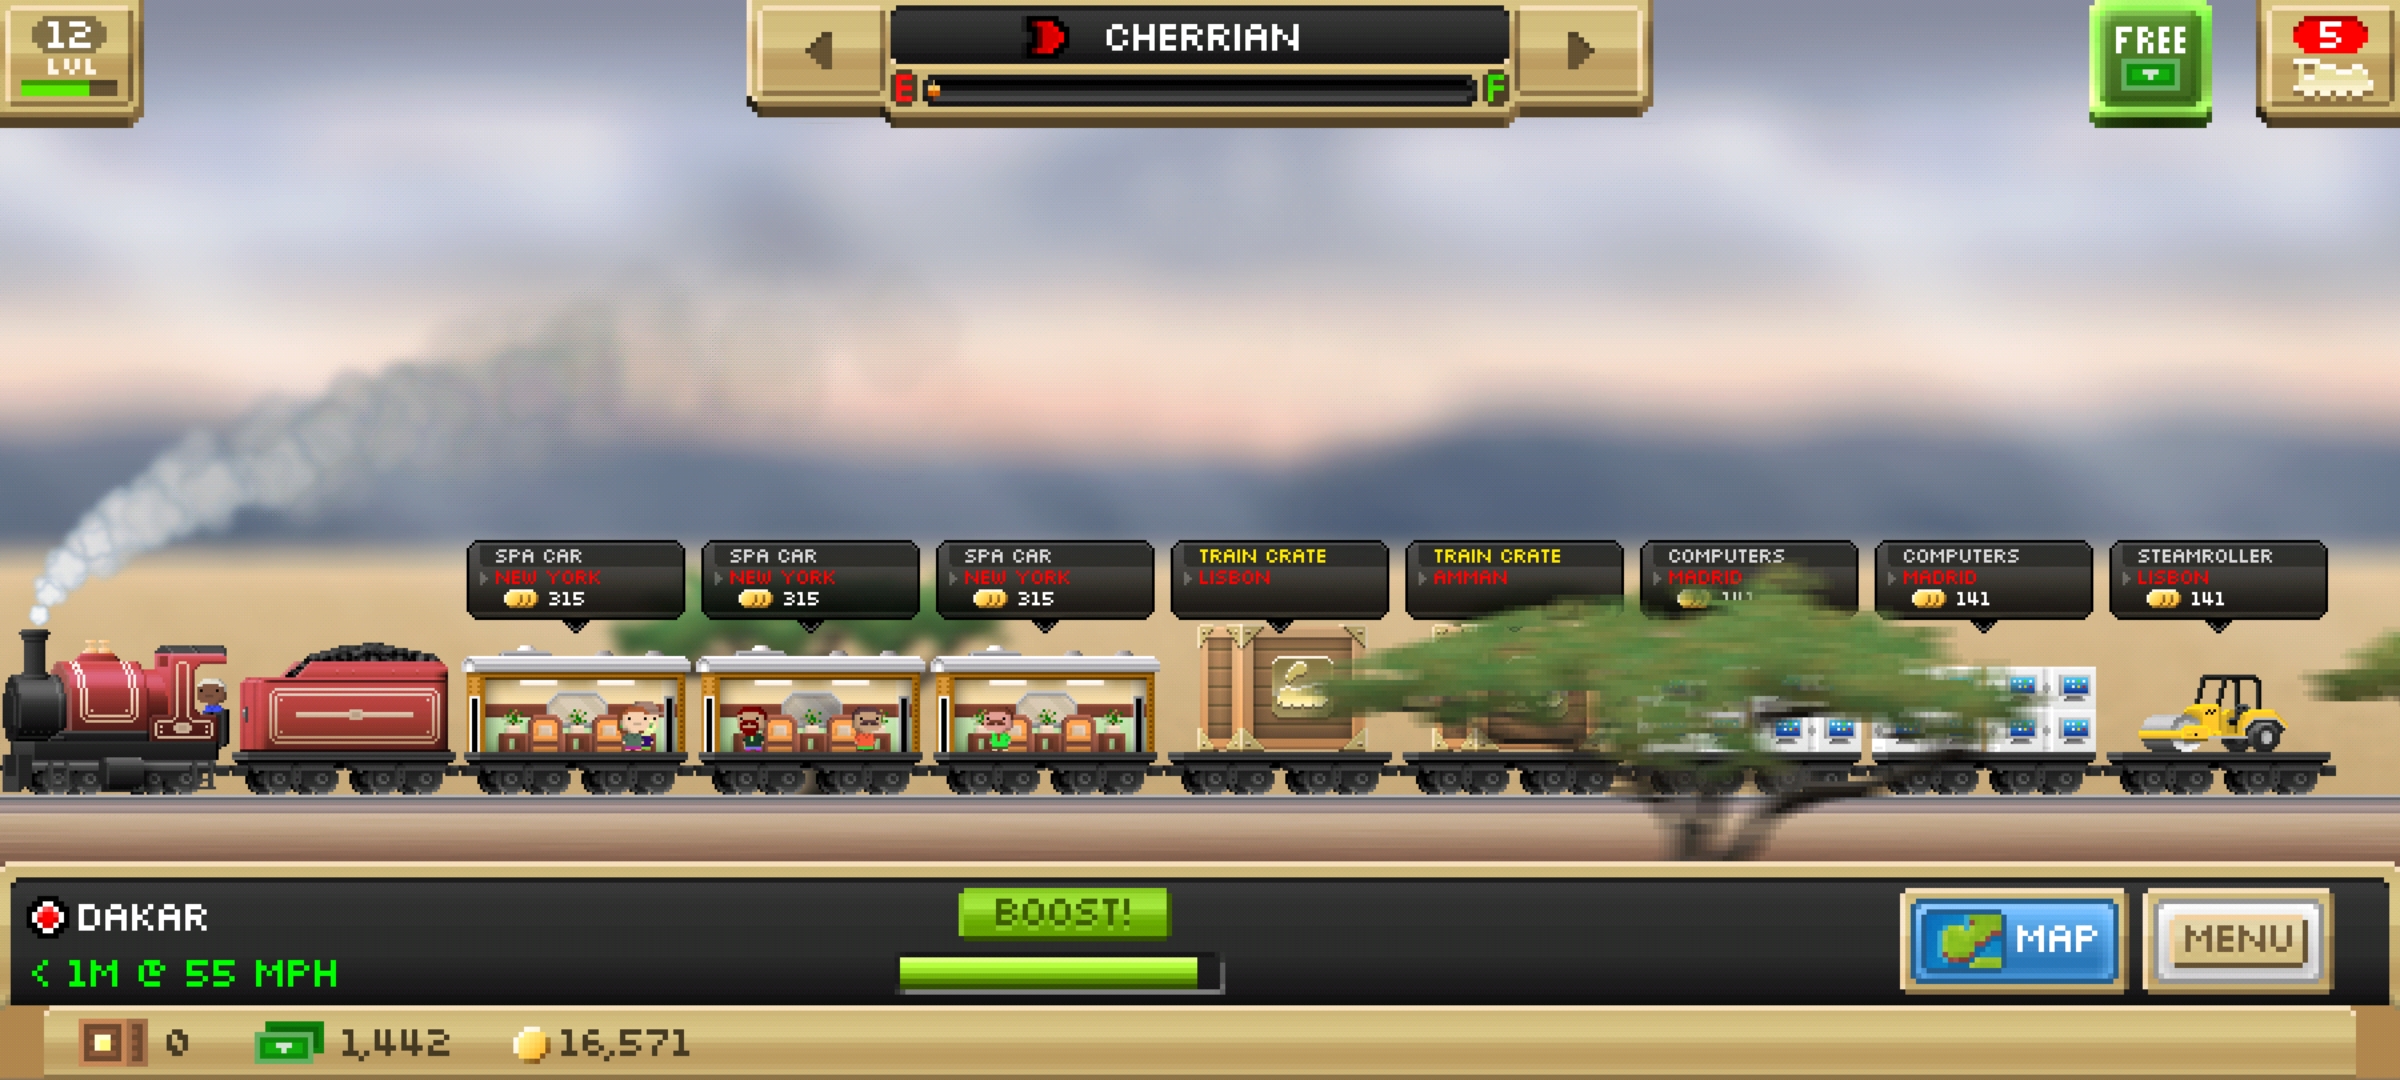 12
LVL
CHERRIAN
E F
FREE
5
SPA CAR
NEW YORK
315
SPA CAR
NEW YORK
315
SPA CAR
NEW YORK
315
TRAIN CRATE
LISBON
TRAIN CRATE
AMMAN
COMPUTERS
MADRID
141
COMPUTERS
MADRID
141
STEAMROLLER
LISBON
141
DAKAR
< 1M @ 55 MPH
BOOST!
MAP
MENU
0 1,442 16,571